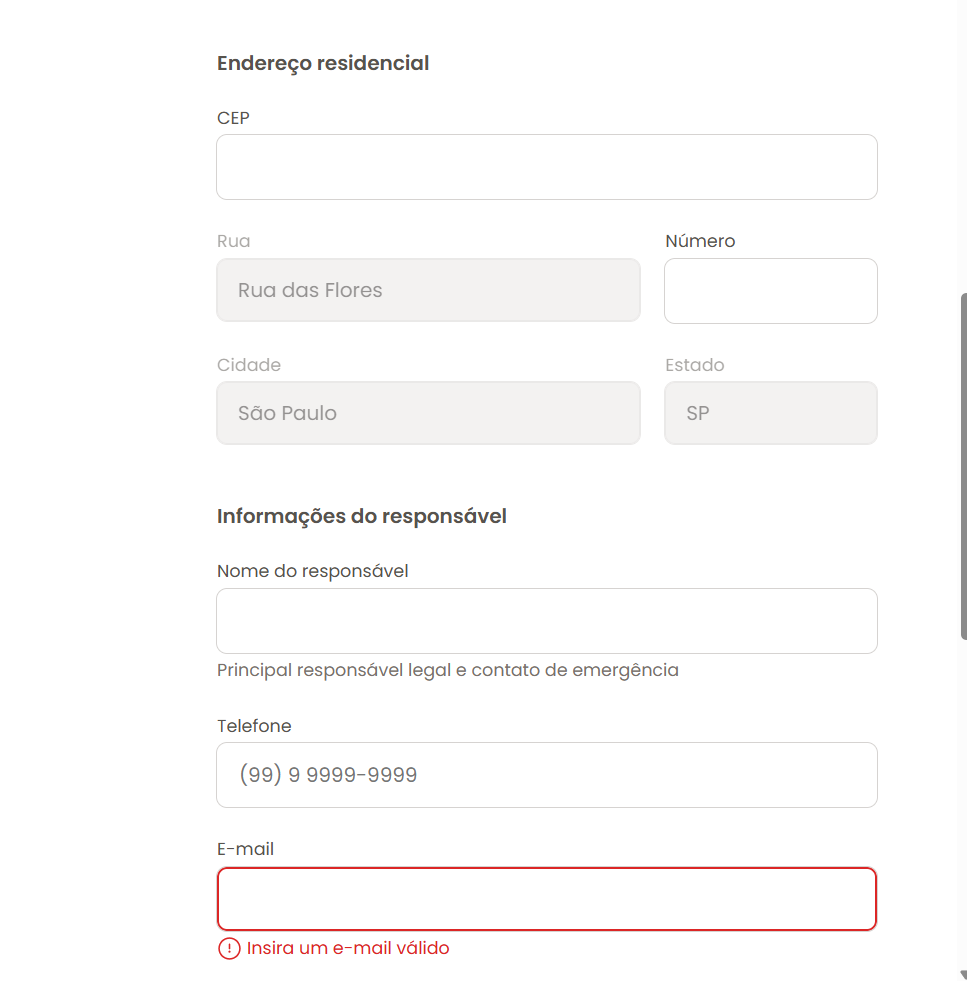 Endereço residencial
CEP
Rua
Número
Rua das Flores
Cidade
Estado
São Paulo
SP
Informações do responsável
Nome do responsável
Principal responsável legal e contato de emergência
Telefone
(99) 9 9999-9999
E-mail
Insira um e-mail válido